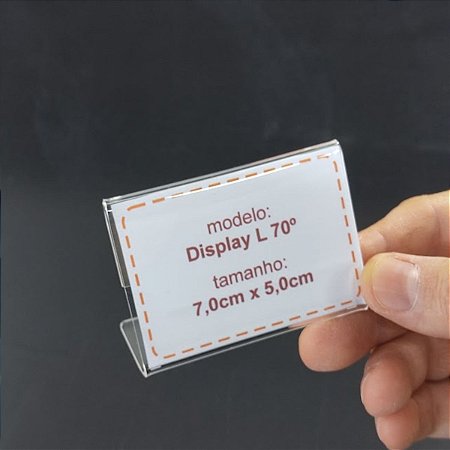 modelo:
Display L 70º
tamanho:
7,0cm x 5,0cm